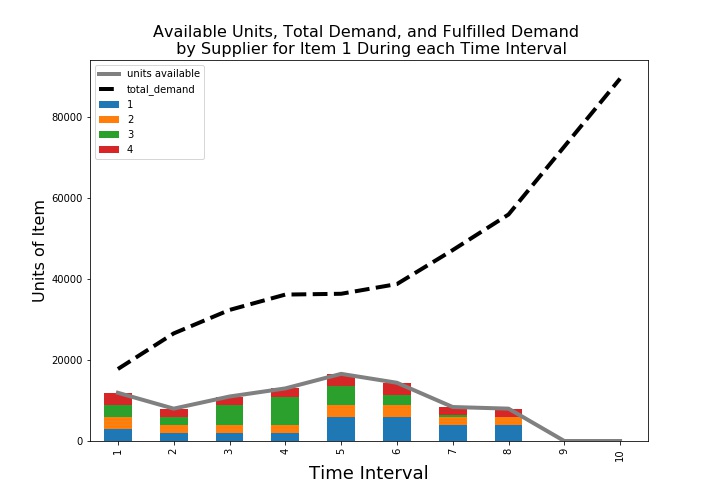 Available Units, Total Demand, and Fulfilled Demand
by Supplier for Item 1 During each Time Interval
units available
total_demand
1
2
3
4
80000
60000
40000
20000
0
Units of Item
1 2 3 4 5 6 7 8 9 10
Time Interval